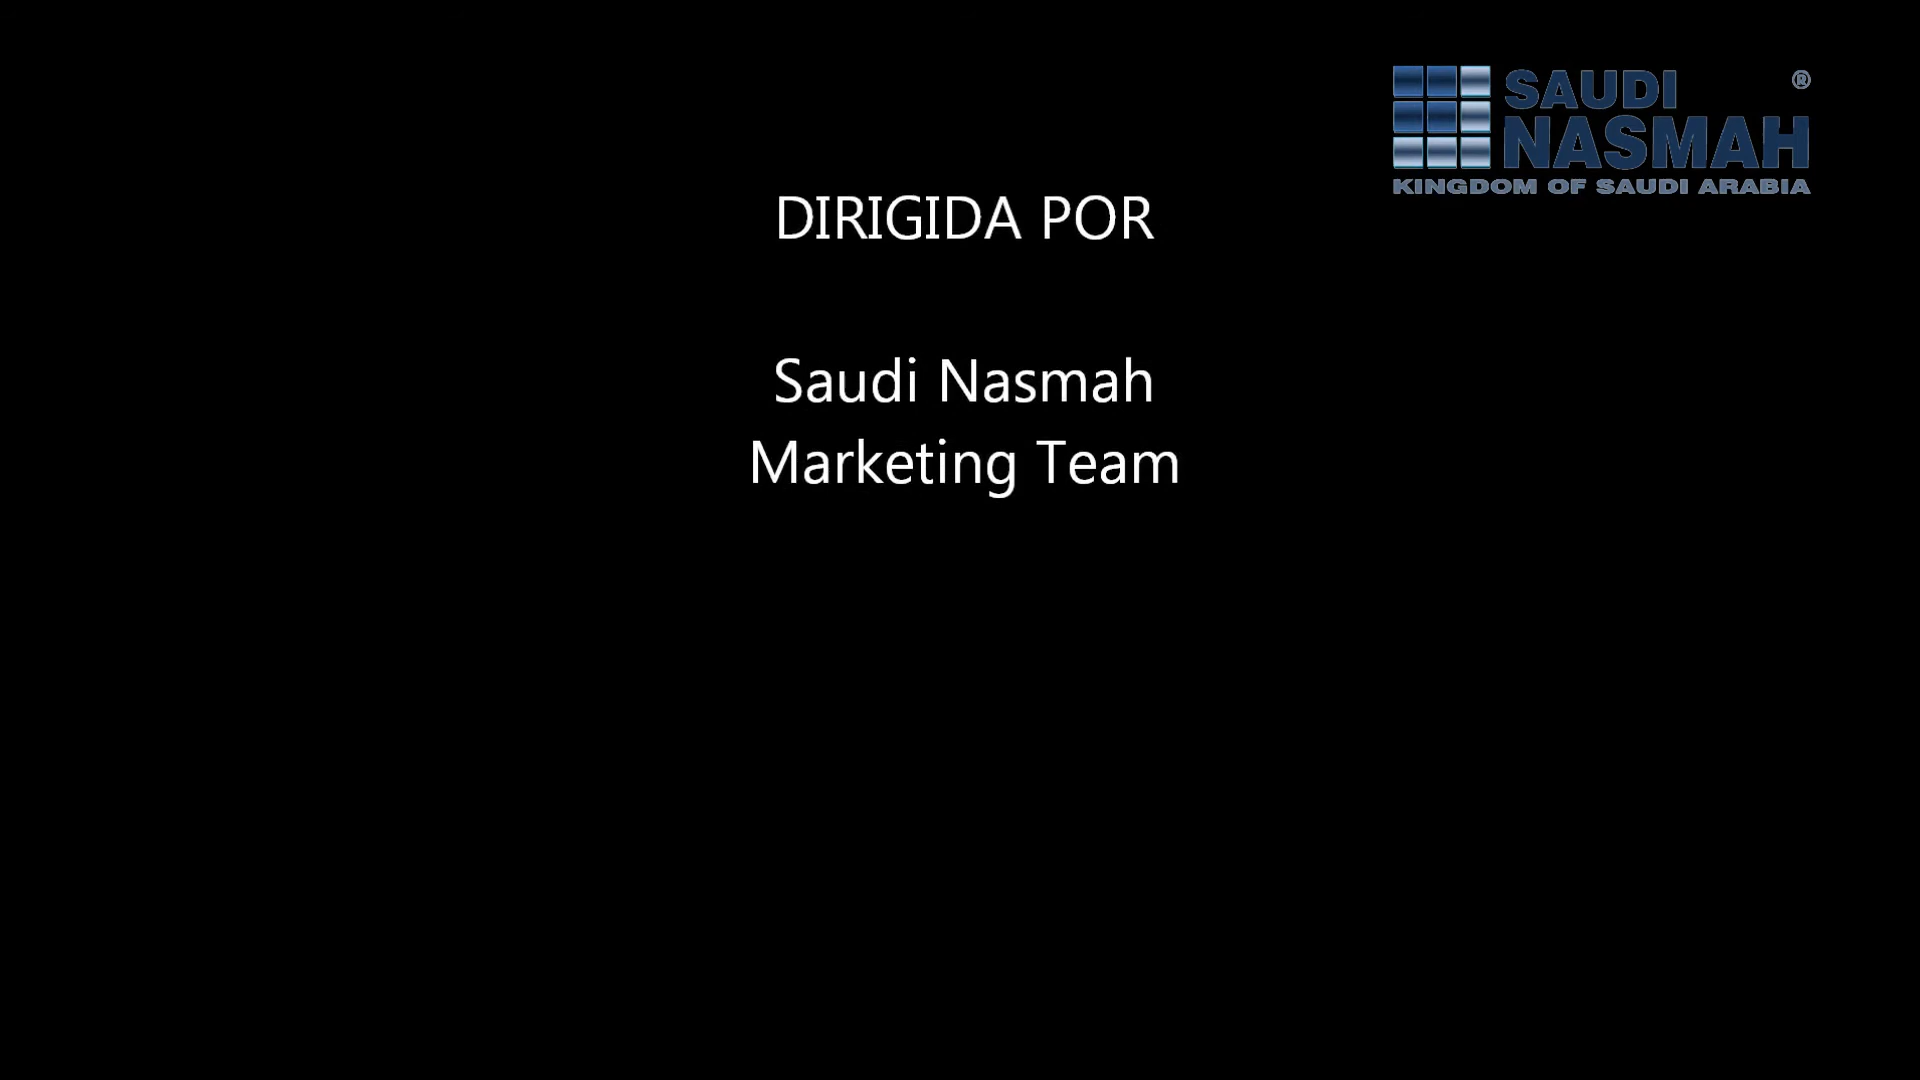 SAUDI
NASMAH
®
KINGDOM OF SAUDI ARABIA
DIRIGIDA POR
Saudi Nasmah
Marketing Team